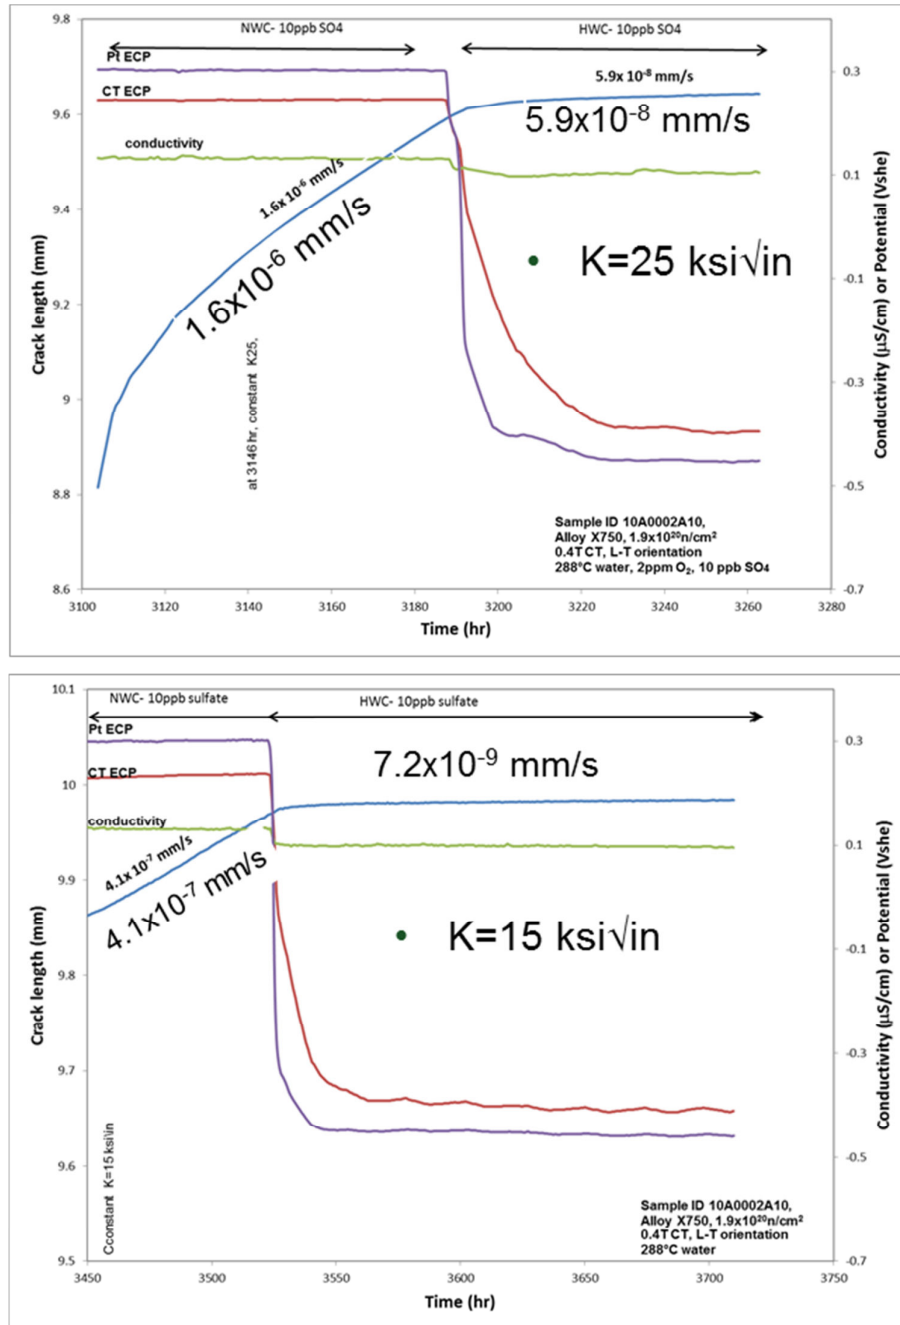 NWC- 10ppb SO4
HWC- 10ppb SO4
9.8
9.6
9.4
9.2
9
8.8
8.6
Crack length (mm)
Pt ECP
CT ECP
conductivity
1.6x 10-6 mm/s
1.6x10-6 mm/s
5.9x 10-8 mm/s
5.9x10-8 mm/s
• K=25 ksi√in
at 3146 hr, constant K25,
Sample ID 10A0002A10,
Alloy X750, 1.9x1020n/cm2
0.4T CT, L-T orientation
288°C water, 2ppm O2, 10 ppb SO4
0.3
0.1
-0.1
-0.3
-0.5
-0.7
Conductivity (µS/cm) or Potential (Vshe)
3100 3120 3140 3160 3180 3200 3220 3240 3260 3280
Time (hr)
NWC- 10ppb sulfate
HWC- 10ppb sulfate
10.1
10
9.9
9.8
9.7
9.6
9.5
Crack length (mm)
Pt ECP
CT ECP
conductivity
4.1x10-7 mm/s
4.1x10-7 mm/s
7.2x10-9 mm/s
• K=15 ksi√in
Cconstant K=15 ksi√in
Sample ID 10A0002A10,
Alloy X750, 1.9x1020n/cm2
0.4T CT, L-T orientation
288°C water
0.3
0.1
-0.1
-0.3
-0.5
-0.7
Conductivity (µS/cm) or Potential (Vshe)
3450 3500 3550 3600 3650 3700 3750
Time (hr)